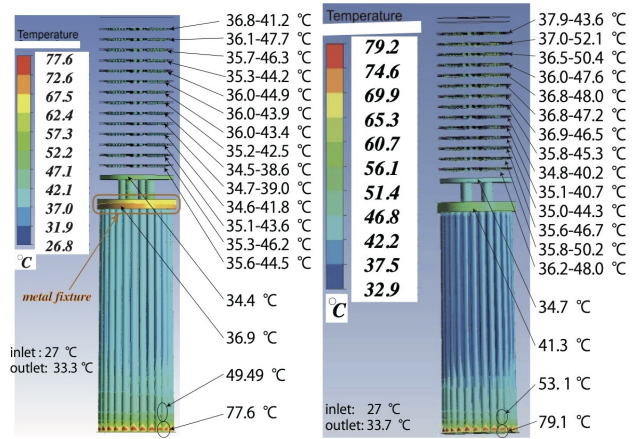 Temperature
77.6
72.6
67.5
62.4
57.3
52.2
47.1
42.1
37.0
31.9
26.8
°C
metal fixture
inlet : 27 °C
outlet: 33.3 °C
36.8-41.2 °C
36.1-47.7 °C
35.7-46.3 °C
35.3-44.2 °C
36.0-44.9 °C
36.0-43.9 °C
36.0-43.4 °C
35.2-42.5 °C
34.5-38.6 °C
34.7-39.0 °C
34.6-41.8 °C
35.1-43.6 °C
35.3-46.2 °C
35.6-44.5 °C
34.4 °C
36.9 °C
49.49 °C
77.6 °C
Temperature
79.2
74.6
69.9
65.3
60.7
56.1
51.4
46.8
42.2
37.5
32.9
°C
inlet: 27 °C
outlet: 33.7 °C
37.9-43.6 °C
37.0-52.1 °C
36.5-50.4 °C
36.0-47.6 °C
36.8-48.0 °C
36.8-47.2 °C
36.9-46.5 °C
35.8-45.3 °C
34.8-40.2 °C
35.1-40.7 °C
35.0-44.3 °C
35.6-46.7 °C
35.8-50.2 °C
36.2-48.0 °C
34.7 °C
41.3 °C
53.1 °C
79.1 °C